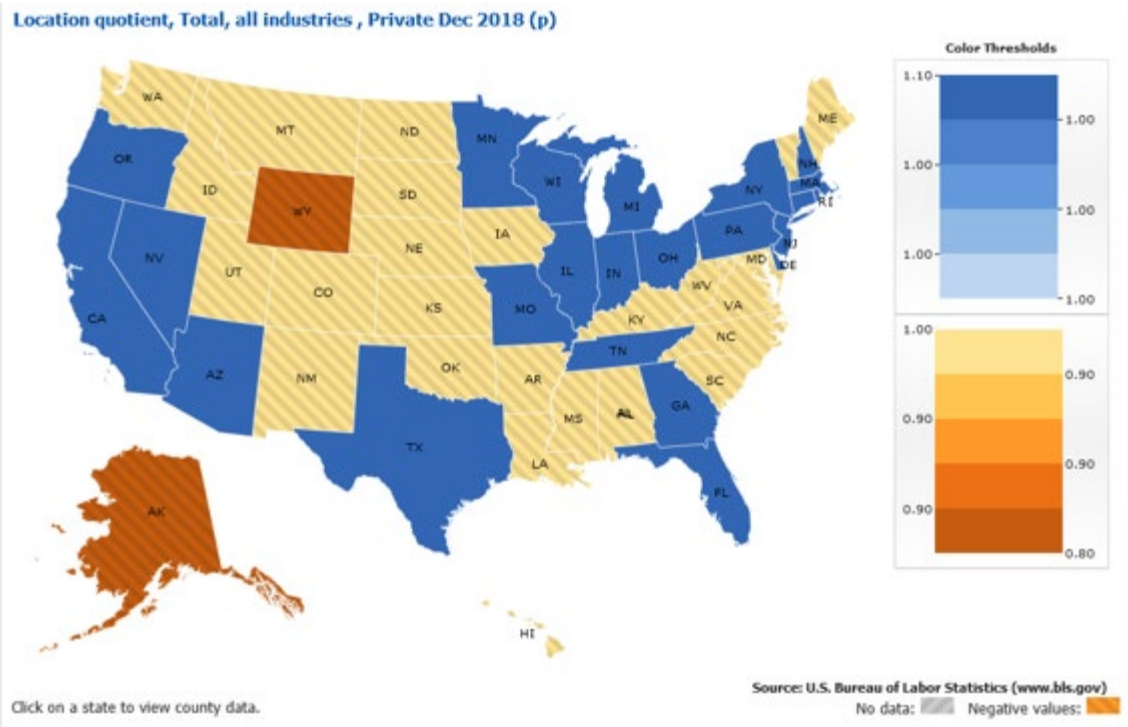 Location quotient, Total, all industries , Private Dec 2018 (p)
Color Thresholds
1.10
1.00
1.00
1.00
1.00
1.00
1.00
0.90
0.90
0.90
0.90
0.80
WA
MT
ND
MN
ME
OR
ID
WY
SD
WI
MI
NY
NH
MA
RI
NV
UT
CO
NE
IA
IL
IN
OH
PA
NJ
MD
DE
CA
KS
MO
KY
WV
VA
AZ
NM
OK
AR
TN
NC
SC
TX
LA
MS
AL
GA
FL
AK
HI
Source: U.S. Bureau of Labor Statistics (www.bls.gov)
Click on a state to view county data.
No data:
Negative values: